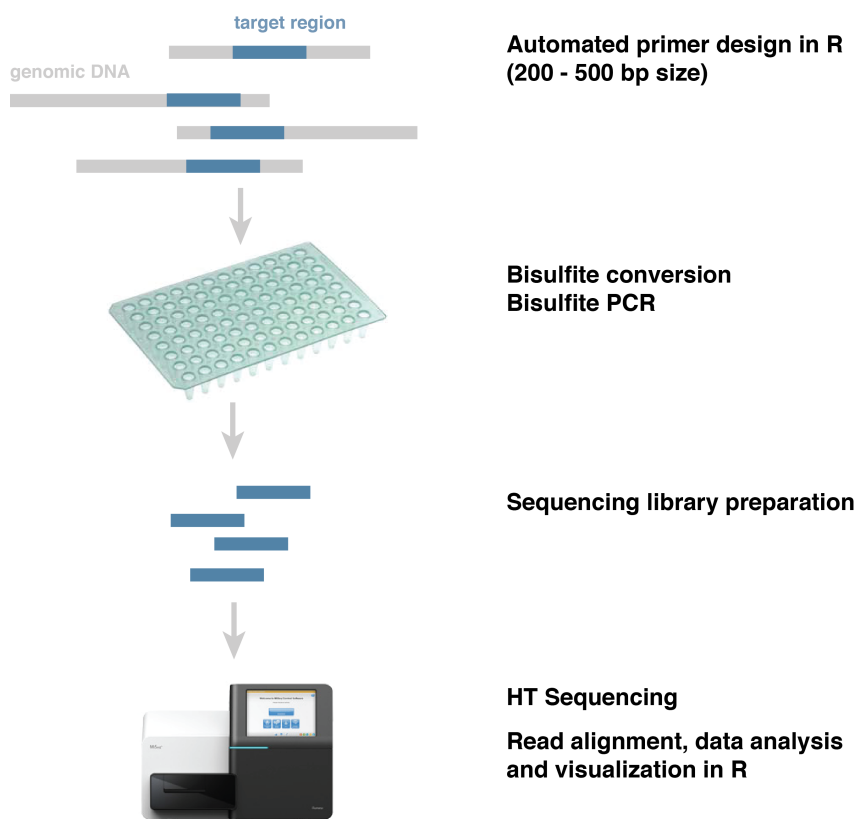 target region
Automated primer design in R
(200 - 500 bp size)
genomic DNA
Bisulfite conversion
Bisulfite PCR
Sequencing library preparation
HT Sequencing
Read alignment, data analysis
and visualization in R